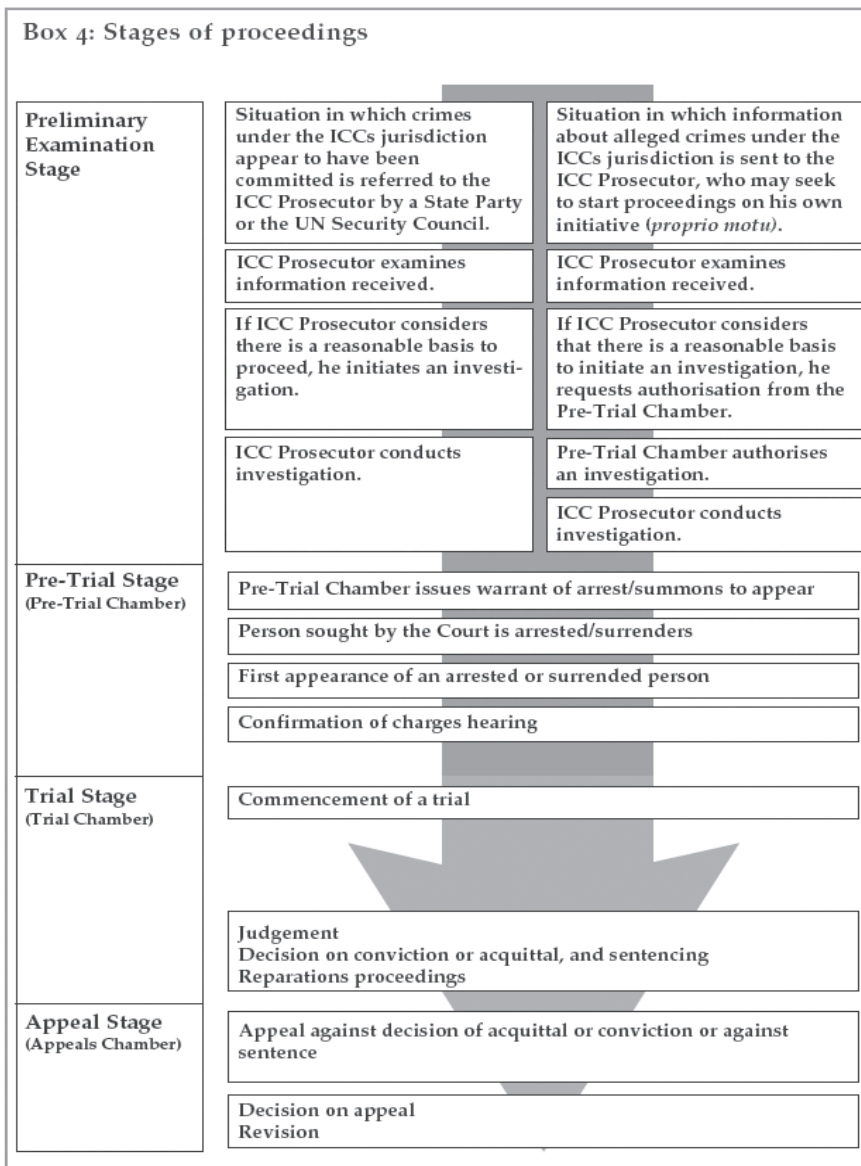 Box 4: Stages of proceedings
Preliminary
Examination
Stage
Situation in which crimes
under the ICCs jurisdiction
appear to have been
committed is referred to the
ICC Prosecutor by a State Party
or the UN Security Council.
Situation in which information
about alleged crimes under the
ICCs jurisdiction is sent to the
ICC Prosecutor, who may seek
to start proceedings on his own
initiative (proprio motu).
ICC Prosecutor examines
information received.
ICC Prosecutor examines
information received.
If ICC Prosecutor considers
there is a reasonable basis to
proceed, he initiates an investi-
gation.
If ICC Prosecutor considers
that there is a reasonable basis
to initiate an investigation, he
requests authorisation from the
Pre-Trial Chamber.
ICC Prosecutor conducts
investigation.
Pre-Trial Chamber authorises
an investigation.
ICC Prosecutor conducts
investigation.
Pre-Trial Stage
(Pre-Trial Chamber)
Pre-Trial Chamber issues warrant of arrest/summons to appear
Person sought by the Court is arrested/surrenders
First appearance of an arrested or surrended person
Confirmation of charges hearing
Trial Stage
(Trial Chamber)
Commencement of a trial
Judgement
Decision on conviction or acquittal, and sentencing
Reparations proceedings
Appeal Stage
(Appeals Chamber)
Appeal against decision of acquittal or conviction or against
sentence
Decision on appeal
Revision